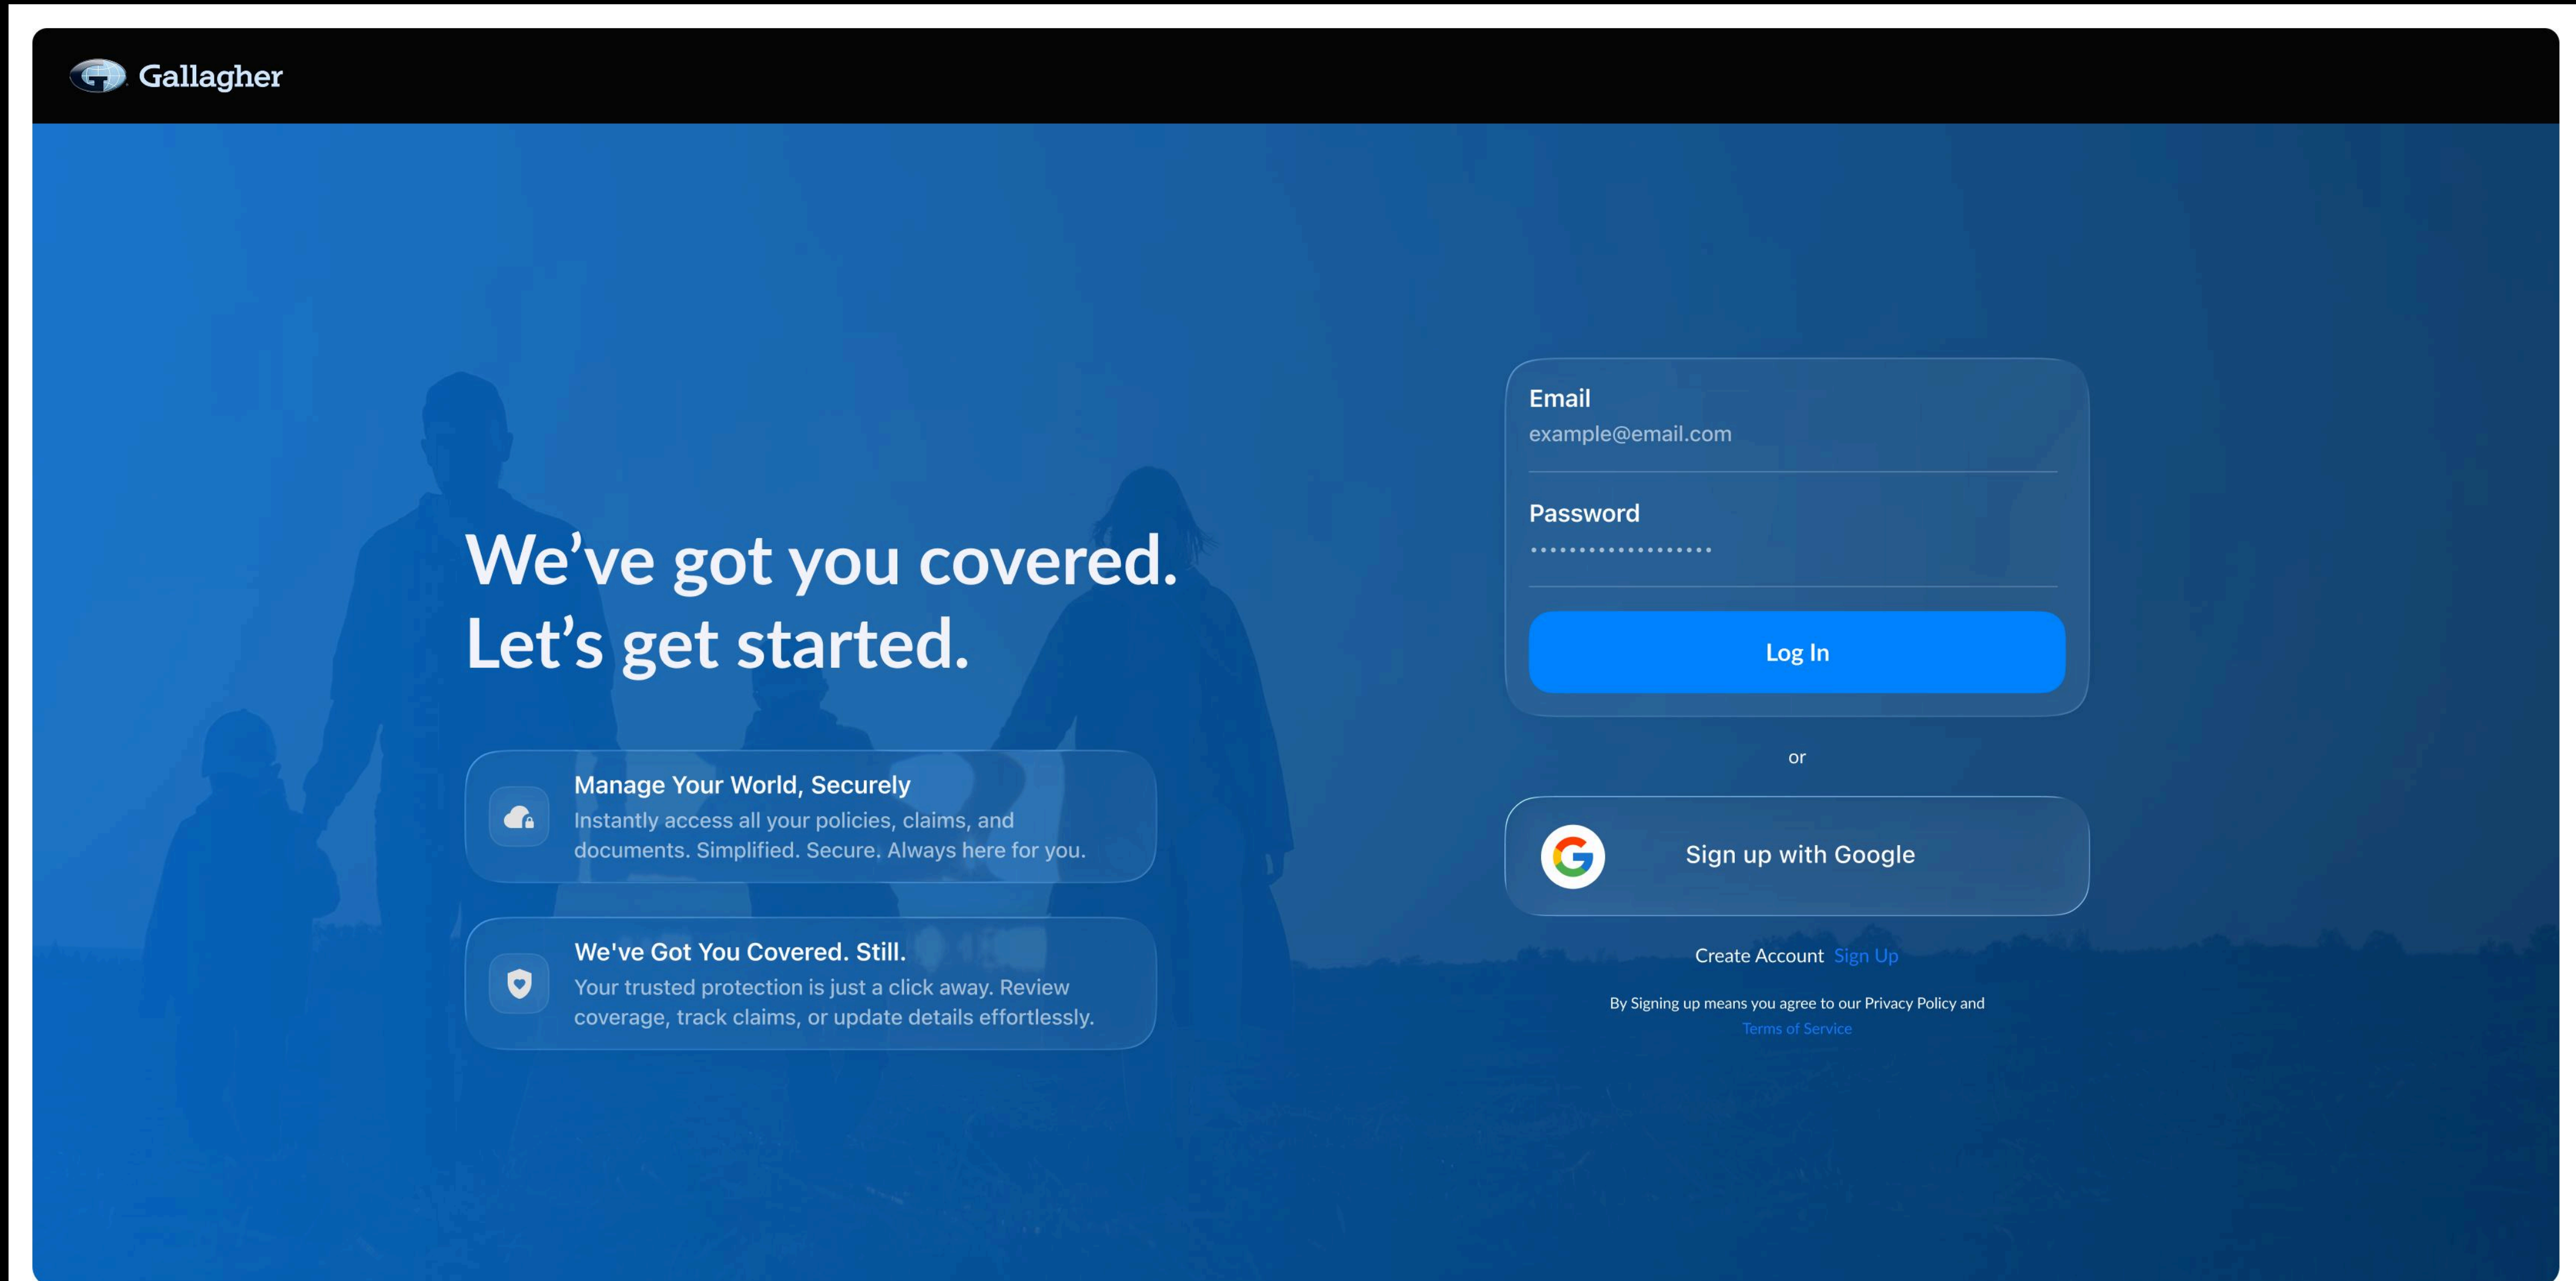 Gallagher
We’ve got you covered.
Let’s get started.
Manage Your World, Securely
Instantly access all your policies, claims, and
documents. Simplified. Secure. Always here for you.
We've Got You Covered. Still.
Your trusted protection is just a click away. Review
coverage, track claims, or update details effortlessly.
Email
example@email.com
Password
Log In
or
Sign up with Google
Create Account Sign Up
By Signing up means you agree to our Privacy Policy and
Terms of Service